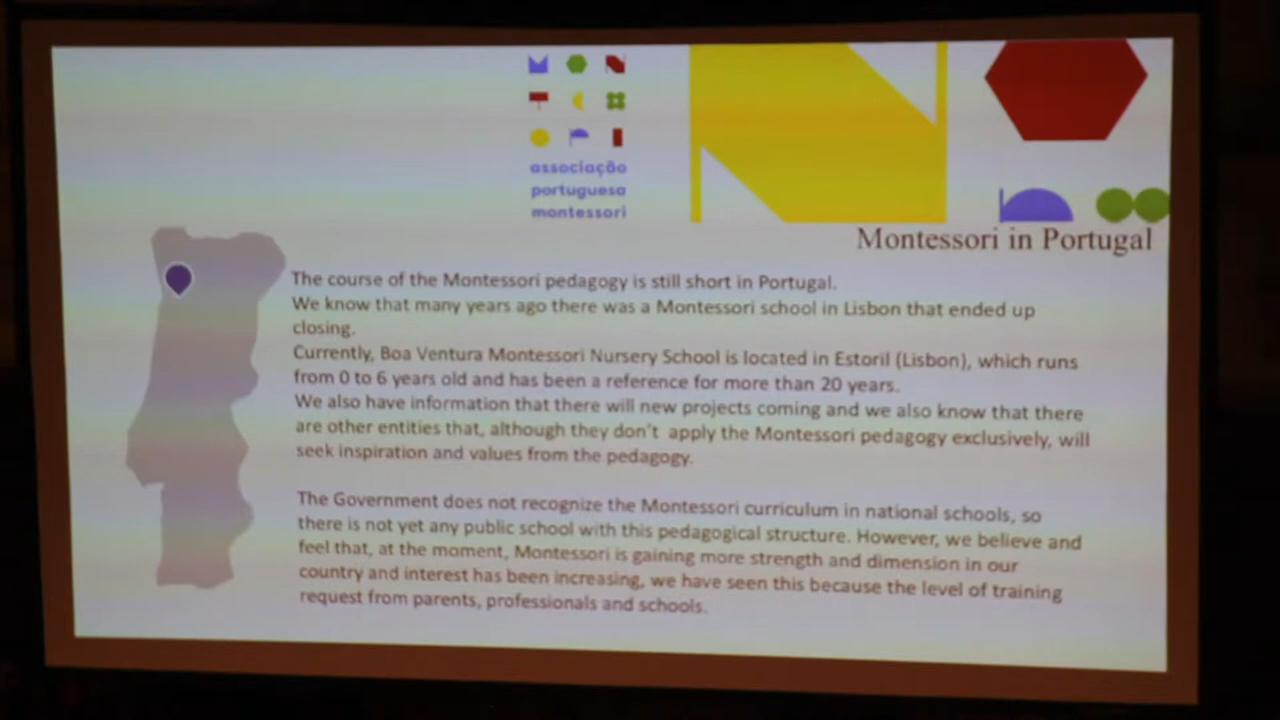 associação
portuguesa
montessori
Montessori in Portugal
The course of the Montessori pedagogy is still short in Portugal.
We know that many years ago there was a Montessori school in Lisbon that ended up
closing.
Currently, Boa Ventura Montessori Nursery School is located in Estoril (Lisbon), which runs
from 0 to 6 years old and has been a reference for more than 20 years.
We also have information that there will new projects coming and we also know that there
are other entities that, although they don't apply the Montessori pedagogy exclusively, will
seek inspiration and values from the pedagogy.
The Government does not recognize the Montessori curriculum in national schools, so
there is not yet any public school with this pedagogical structure. However, we believe and
feel that, at the moment, Montessori is gaining more strength and dimension in our
country and interest has been increasing, we have seen this because the level of training
request from parents, professionals and schools.